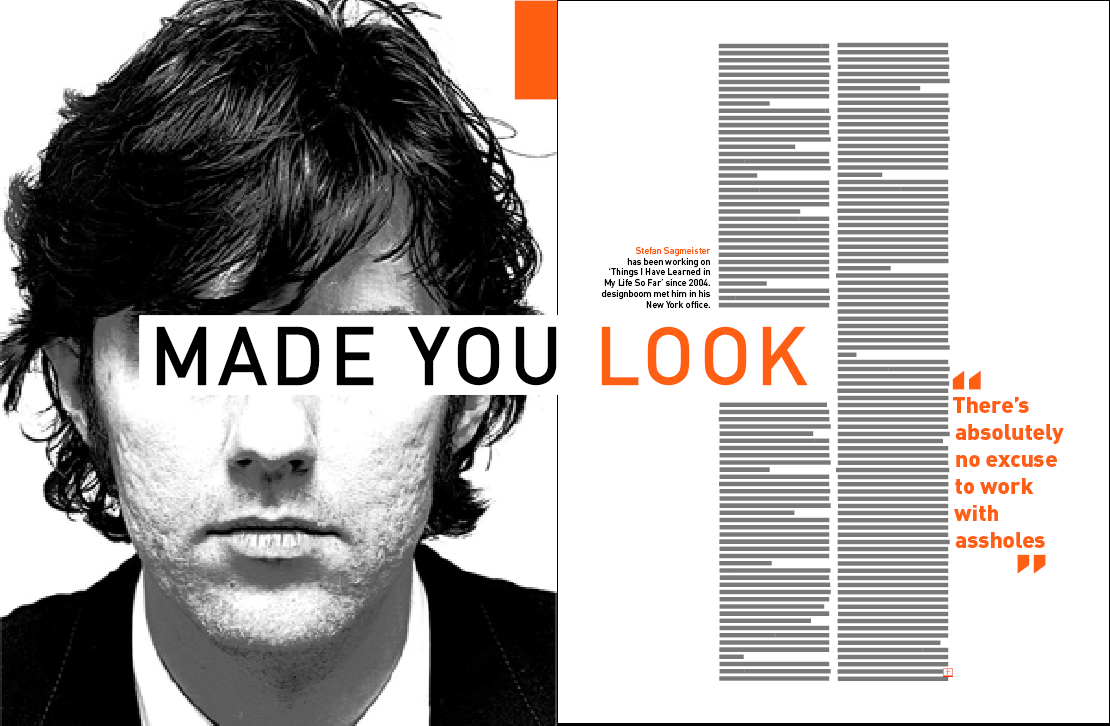 MADE YOU LOOK
Stefan Sagmeister
has been working on
'Things I Have Learned in
My Life So Far' since 2004.
designboom met him in his
New York office.
There's
absolutely
no excuse
to work
with
assholes